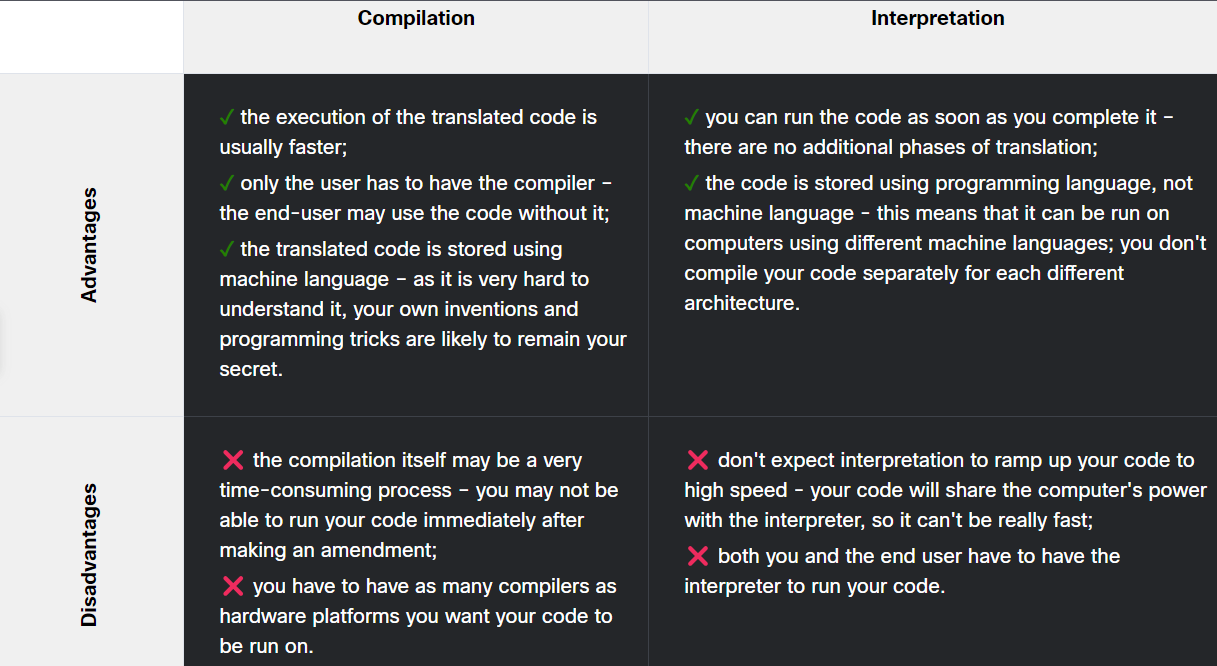 Compilation
Interpretation
Advantages
✓ the execution of the translated code is
usually faster;
✓ only the user has to have the compiler –
the end-user may use the code without it;
✓ the translated code is stored using
machine language – as it is very hard to
understand it, your own inventions and
programming tricks are likely to remain your
secret.
✓ you can run the code as soon as you complete it –
there are no additional phases of translation;
✓ the code is stored using programming language, not
machine language – this means that it can be run on
computers using different machine languages; you don't
compile your code separately for each different
architecture.
Disadvantages
❌ the compilation itself may be a very
time-consuming process – you may not be
able to run your code immediately after
making an amendment;
❌ you have to have as many compilers as
hardware platforms you want your code to
be run on.
❌ don't expect interpretation to ramp up your code to
high speed – your code will share the computer's power
with the interpreter, so it can't be really fast;
❌ both you and the end user have to have the
interpreter to run your code.